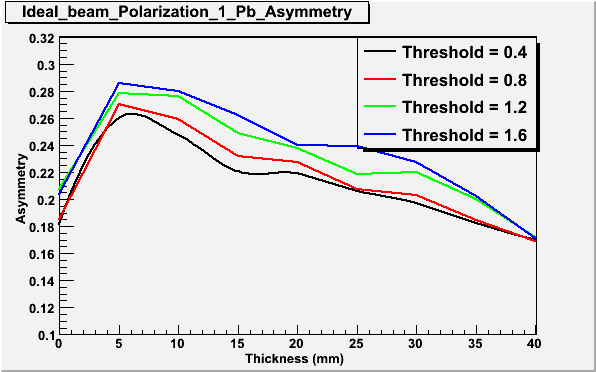 Ideal_beam_Polarization_1_Pb_Asymmetry
0.32
0.3
0.28
0.26
0.24
0.22
0.2
0.18
0.16
0.14
0.12
0.1
Asymmetry
Threshold = 0.4
Threshold = 0.8
Threshold = 1.2
Threshold = 1.6
0 5 10 15 20 25 30 35 40
Thickness (mm)